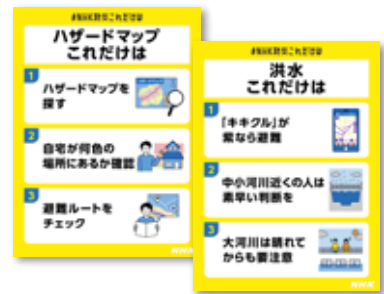 #NHK防災これだけは
ハザードマップ
これだけは
1
ハザードマップを
探す
2
自宅が何色の
場所にあるか確認
3
避難ルートを
チェック
NHK
#NHK防災これだけは
洪水
これだけは
1
「キキクル」が
紫なら避難
2
中小河川近くの人は
素早い判断を
3
大河川は晴れて
からも要注意
NHK